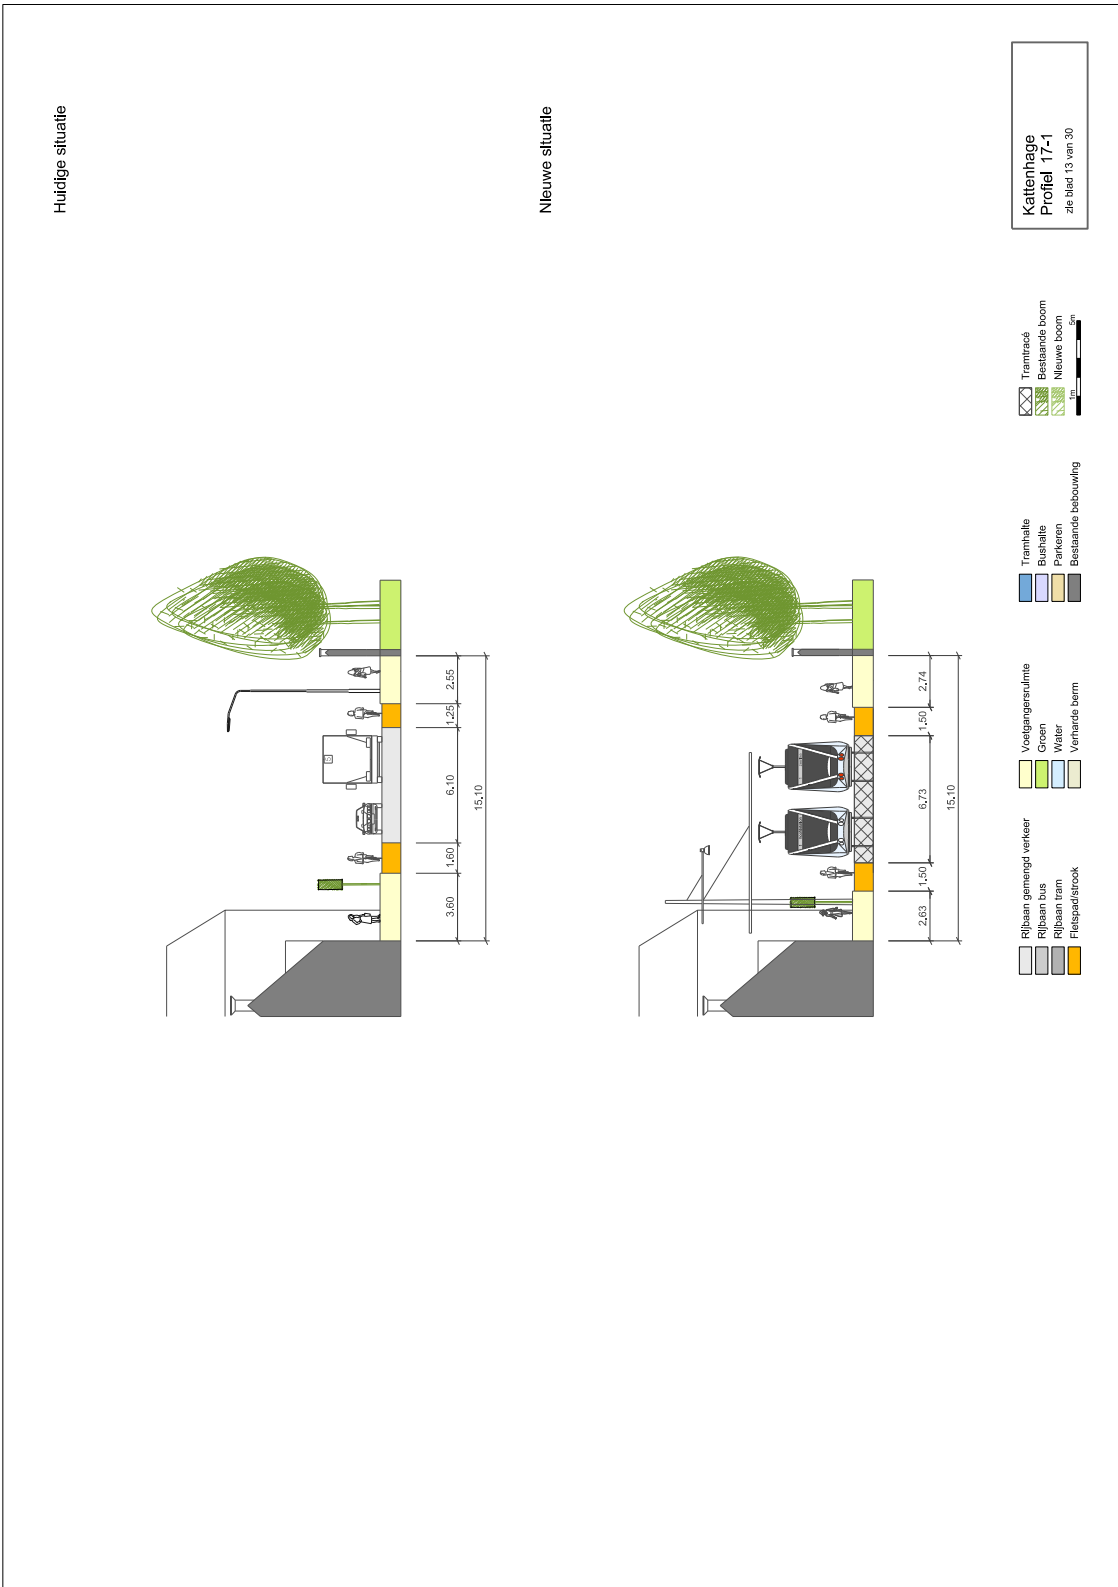 Huidige situatie
3.60
1.60
6.10
1.25
2.55
15.10
Nieuwe situatie
2.63
1.50
6.73
1.50
2.74
15.10
Rijbaan gemengd verkeer
Rijbaan bus
Rijbaan tram
Fietspad/strook
Voetgangersruimte
Groen
Water
Verharde berm
Tramhalte
Bushalte
Parkeren
Bestaande bebouwing
Tramtracé
Bestaande boom
Nieuwe boom
1m 5m
Kattenhage
Profiel 17-1
zie blad 13 van 30